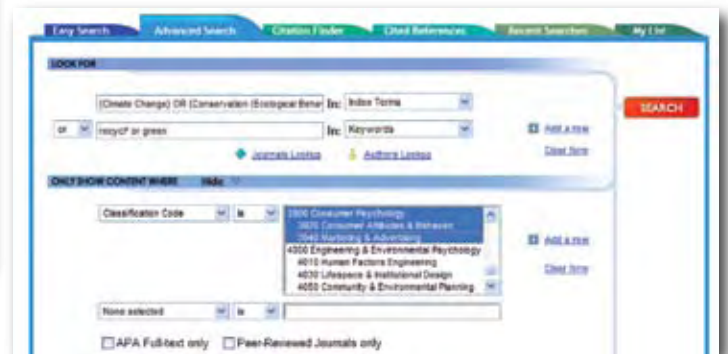 Easy Search Advanced Search Citation Finder Cited References Recent Searches My List
LOOK FOR
(Climate Change) OR (Conservation (Ecological Behav In: Index Terms
SEARCH
or recycl* or green In: Keywords Add a row
Journals Lookup Authors Lookup Clear form
ONLY SHOW CONTENT WHERE Hide
Classification Code is 3900 Consumer Psychology
3920 Consumer Attitudes & Behavior
3940 Marketing & Advertising
Add a row
4000 Engineering & Environmental Psychology
4010 Human Factors Engineering
Clear form
4030 Lifespace & Institutional Design
4050 Community & Environmental Planning
None selected is
APA Full-text only Peer-Reviewed Journals only